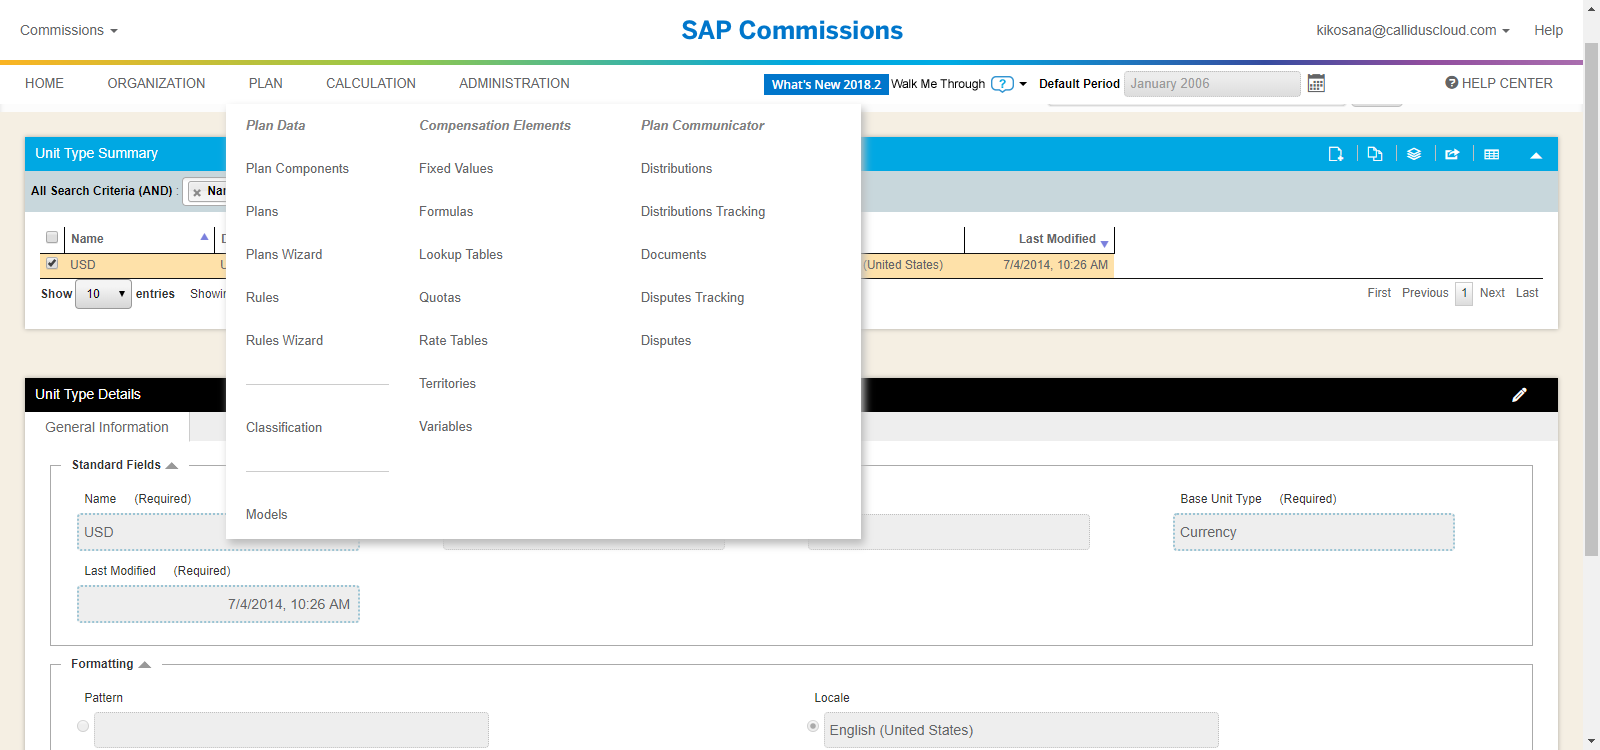 Commissions
SAP Commissions
kikosana@calliduscloud.com
Help
HOME ORGANIZATION PLAN CALCULATION ADMINISTRATION
What's New 2018.2 Walk Me Through ? Default Period January 2006
? HELP CENTER
Plan Data Compensation Elements Plan Communicator
Unit Type Summary
Plan Components Fixed Values Distributions
All Search Criteria (AND) :
Plans Formulas Distributions Tracking
Name
Last Modified
Plans Wizard Lookup Tables Documents
USD
(United States) 7/4/2014, 10:26 AM
Show 10 entries
Rules Quotas Disputes Tracking
First Previous 1 Next Last
Rules Wizard Rate Tables Disputes
Territories
Unit Type Details
General Information
Classification Variables
Standard Fields
Name (Required)
Base Unit Type (Required)
Models
USD
Currency
Last Modified (Required)
7/4/2014, 10:26 AM
Formatting
Pattern Locale
English (United States)